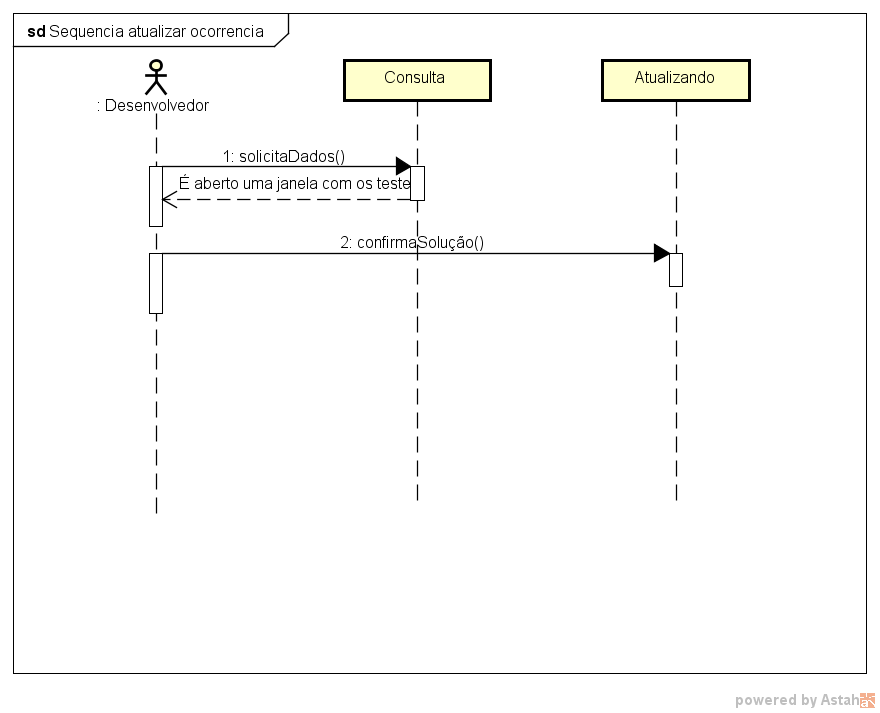 sd Sequencia atualizar ocorrencia
: Desenvolvedor
Consulta
Atualizando
1: solicitaDados()
É aberto uma janela com os teste
2: confirmaSolução()
powered by Astah